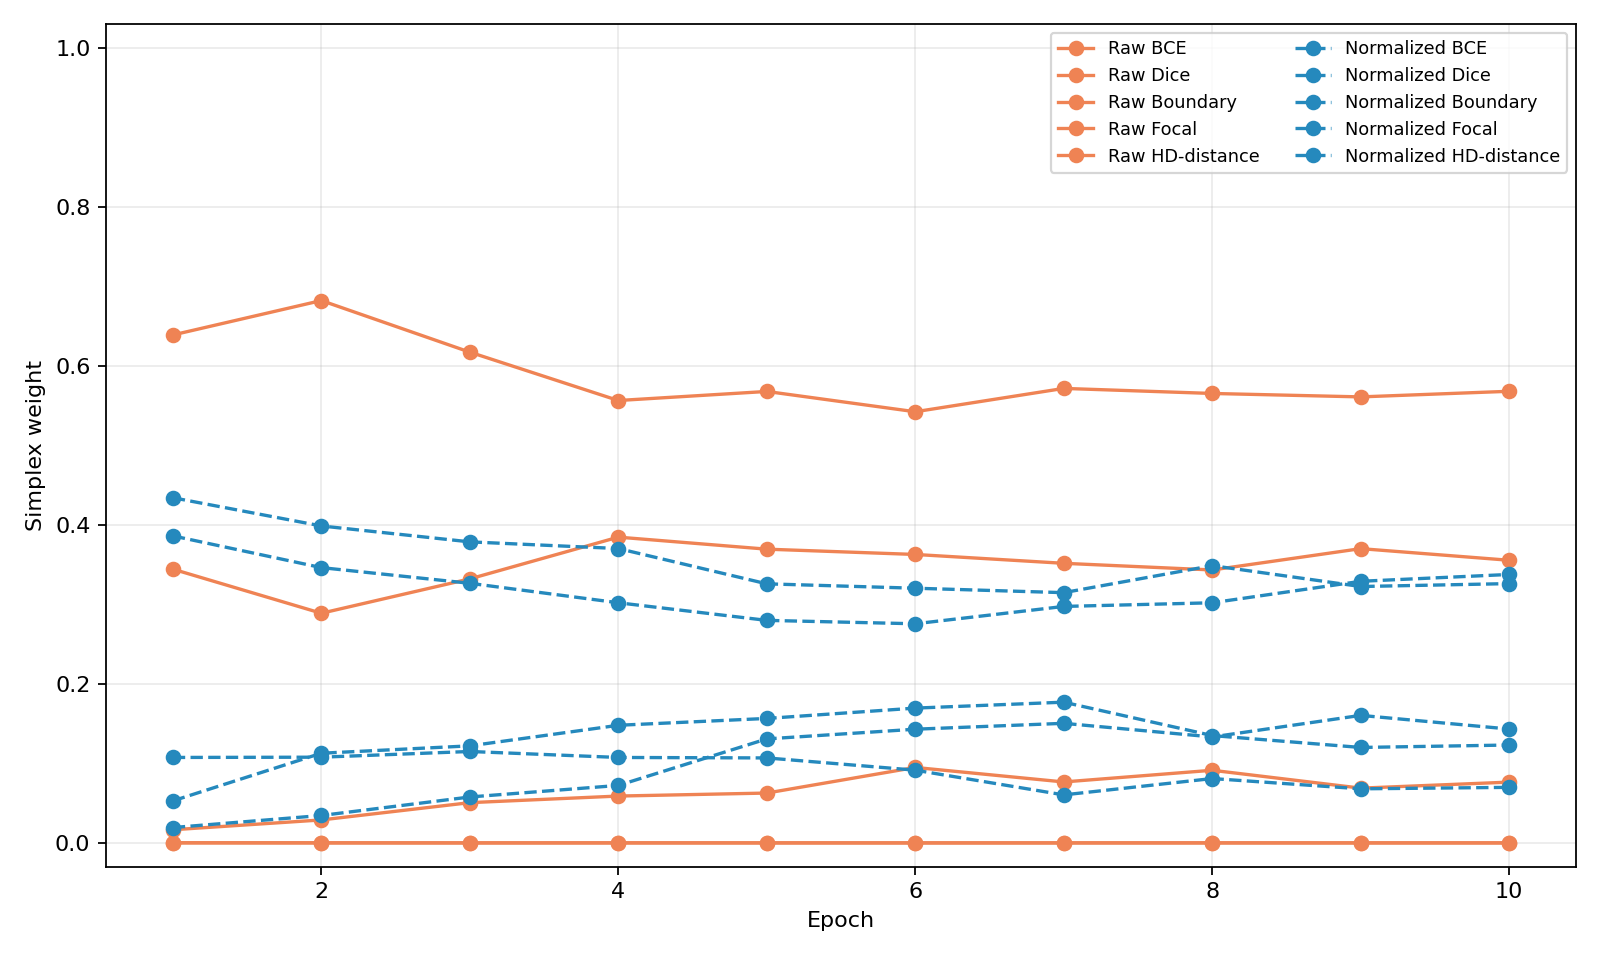 1.0
0.8
0.6
0.4
0.2
0.0
Simplex weight
2
4
6
8
10
Epoch
Raw BCE
Raw Dice
Raw Boundary
Raw Focal
Raw HD-distance
Normalized BCE
Normalized Dice
Normalized Boundary
Normalized Focal
Normalized HD-distance